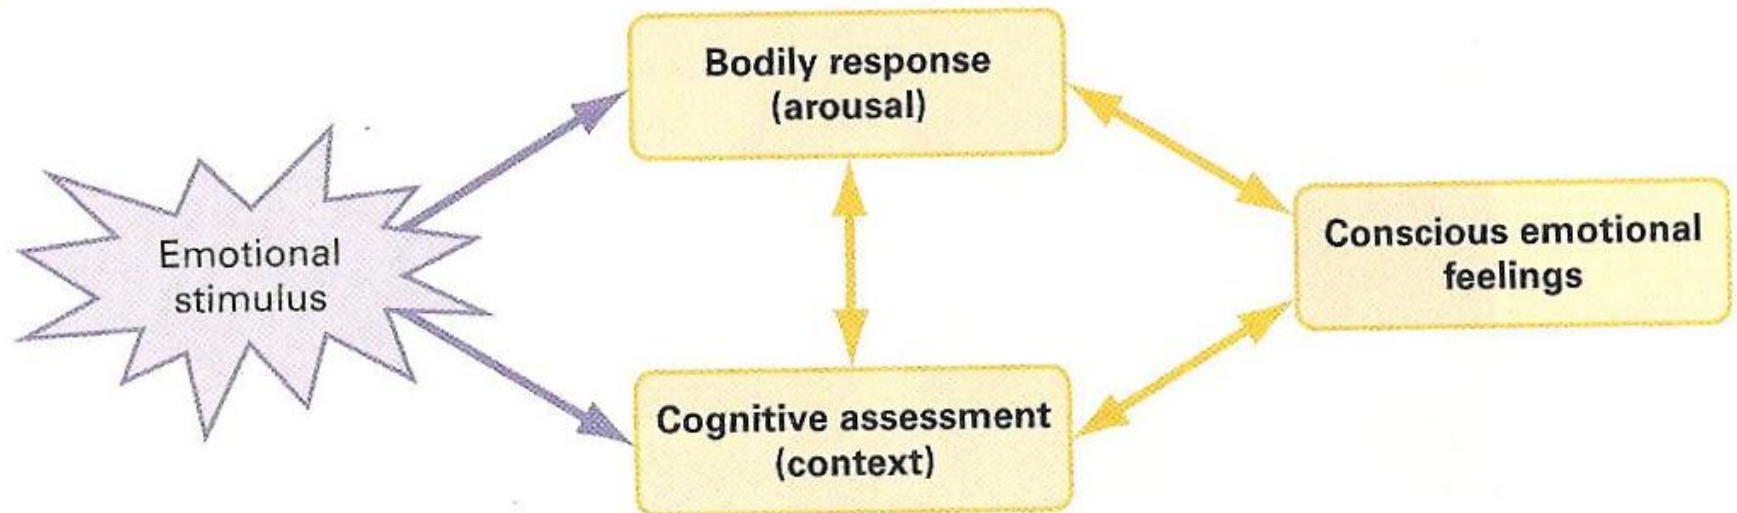 Bodily response
(arousal)
Emotional
stimulus
Conscious emotional
feelings
Cognitive assessment
(context)